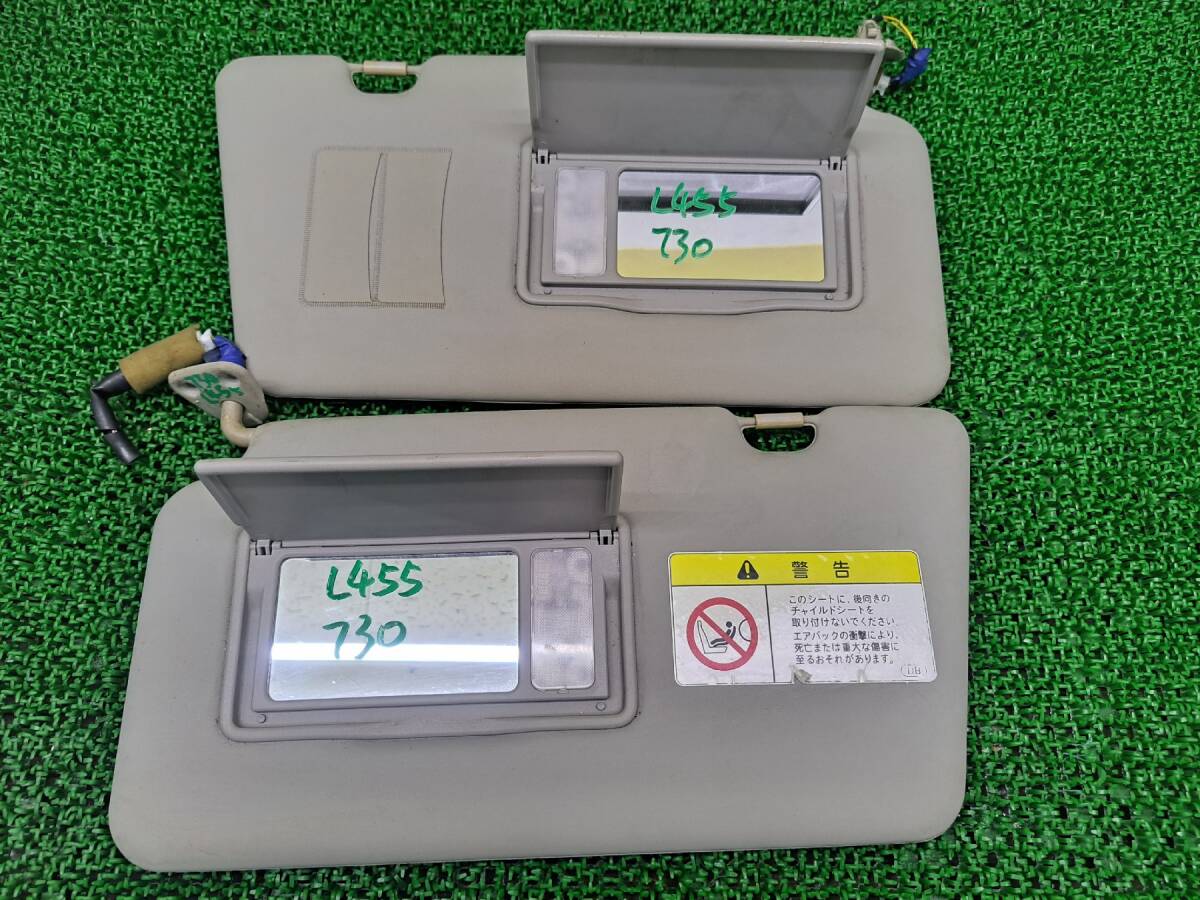 L455
730
L455
730
警告
このシートに、後向きの
チャイルドシートを
取り付けないでください
エアバックの衝撃により、
死亡または重大な傷害に
至るおそれがあります。